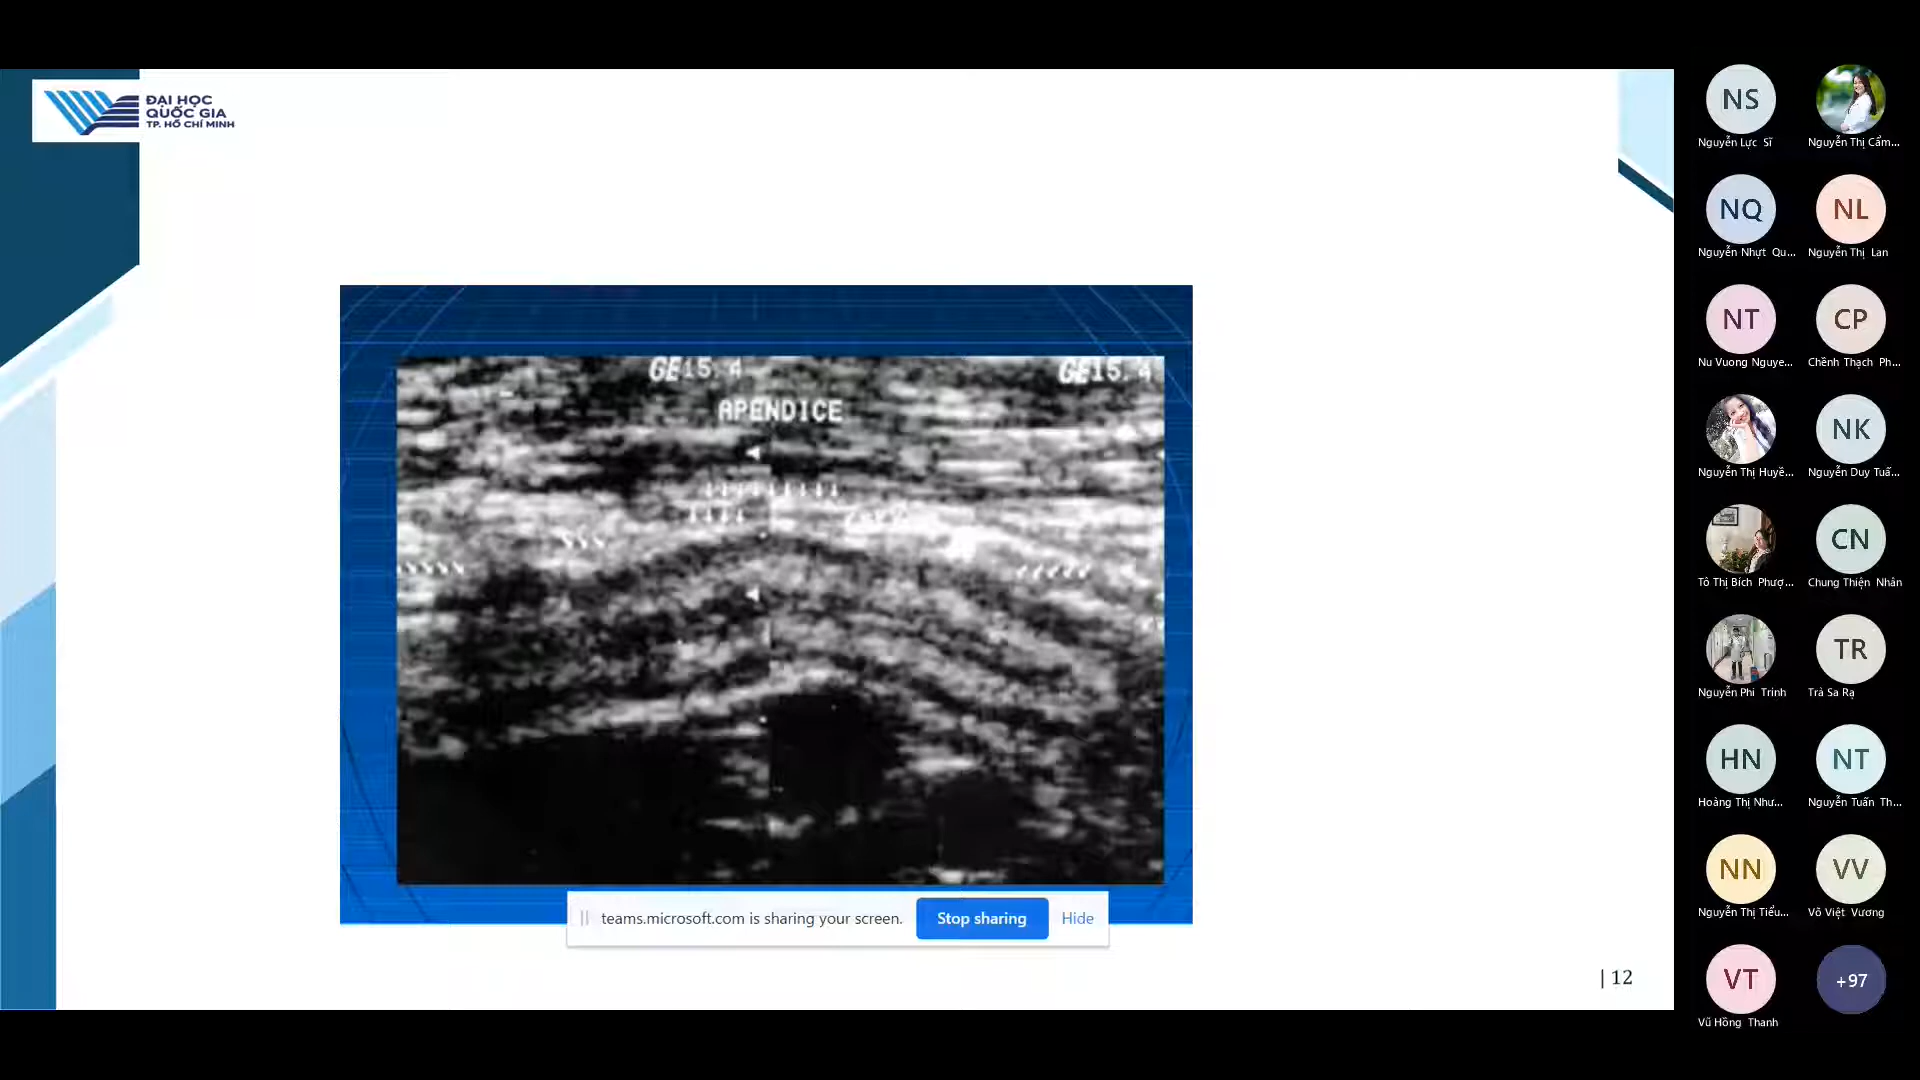 ĐẠI HỌC
QUỐC GIA
TP. HỒ CHÍ MINH
GE15.4
GE15.4
APENDICE
teams.microsoft.com is sharing your screen.
Stop sharing
Hide
| 12
NS
Nguyễn Lực Sĩ
Nguyễn Thị Cẩm...
NQ
Nguyễn Nhựt Qu...
NL
Nguyễn Thị Lan
NT
Nu Vuong Nguye...
CP
Chềnh Thạch Ph...
Nguyễn Thị Huyề...
NK
Nguyễn Duy Tuấ...
Tô Thị Bích Phượ...
CN
Chung Thiện Nhân
Nguyễn Phi Trinh
TR
Trà Sa Rạ
HN
Hoàng Thị Như...
NT
Nguyễn Tuấn Th...
NN
Nguyễn Thị Tiểu...
VV
Võ Việt Vương
VT
Vũ Hồng Thanh
+97